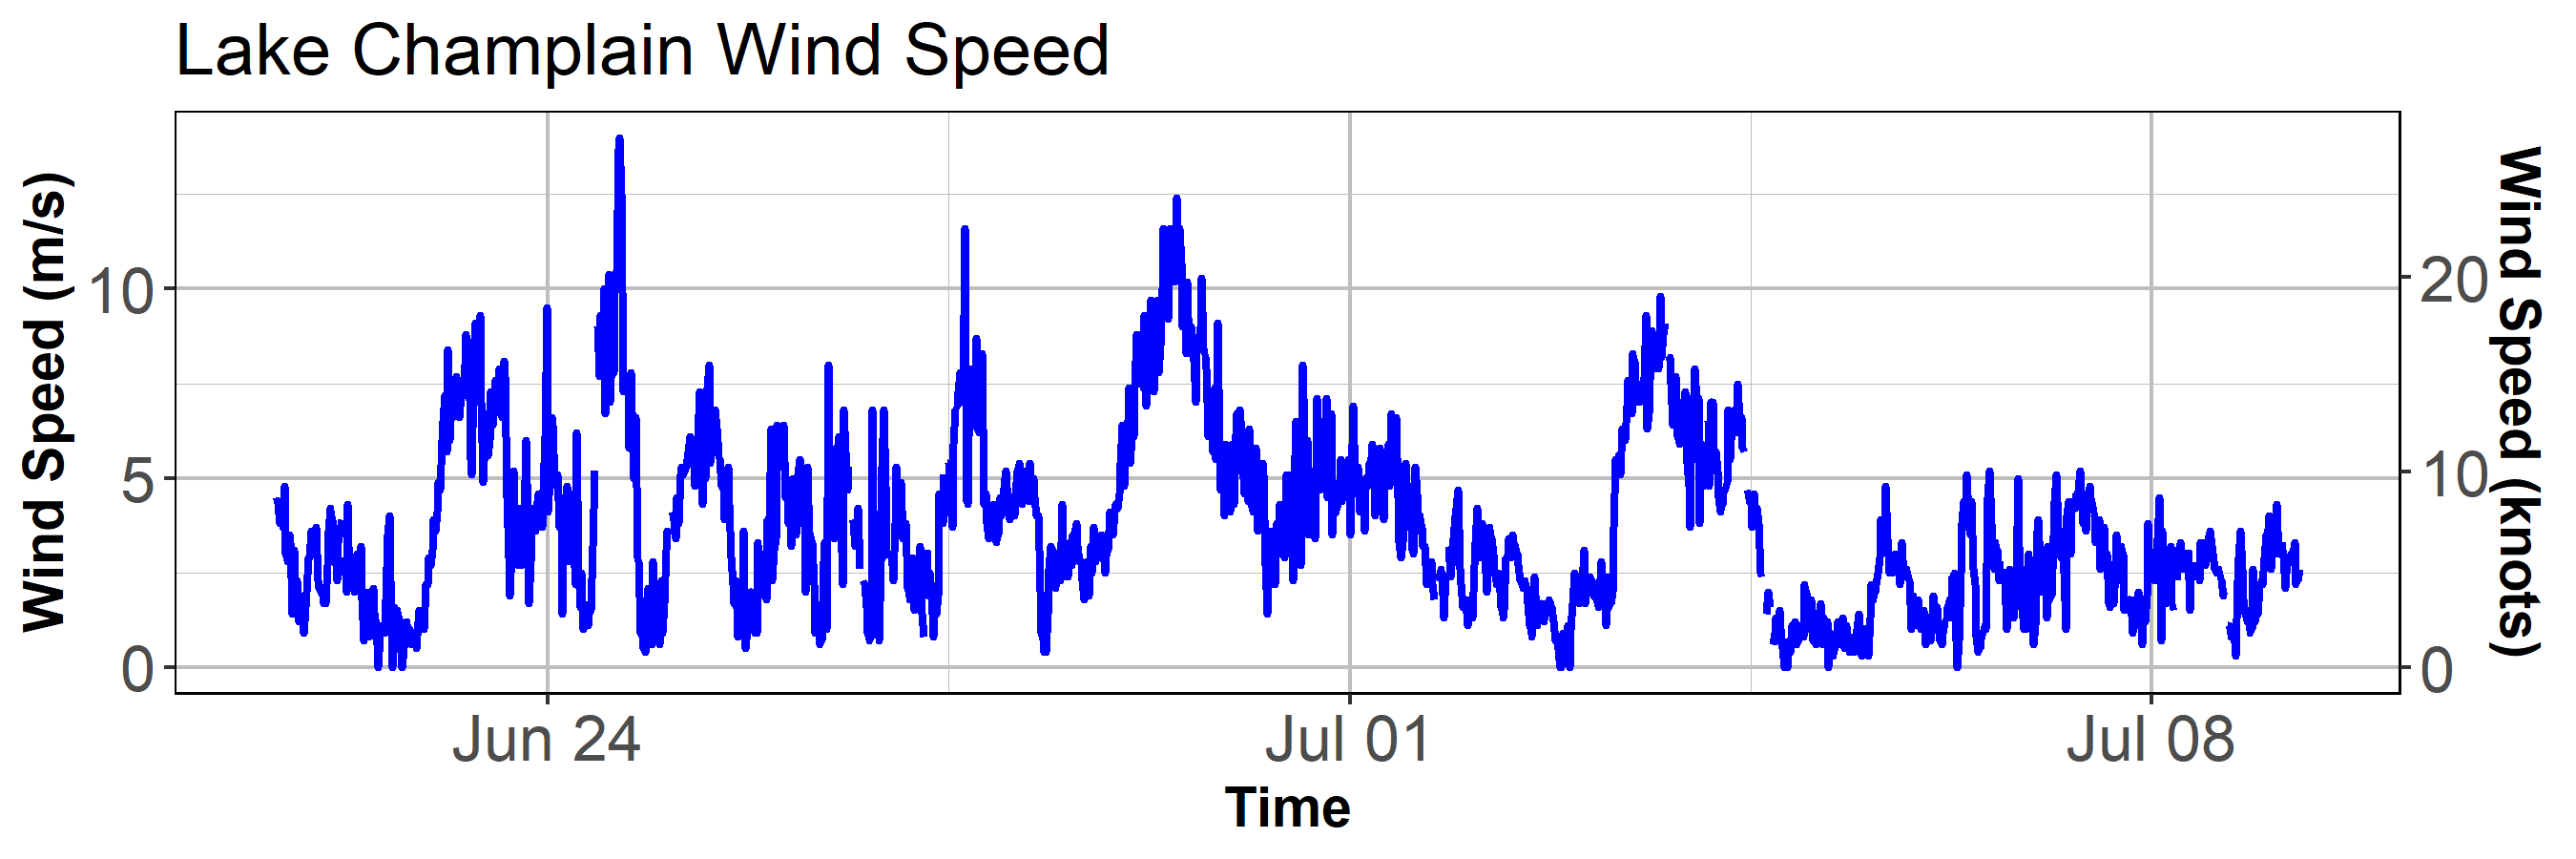 Lake Champlain Wind Speed
Wind Speed (m/s)
10
5
0
20
10
0
Wind Speed (knots)
Jun 24
Jul 01
Jul 08
Time